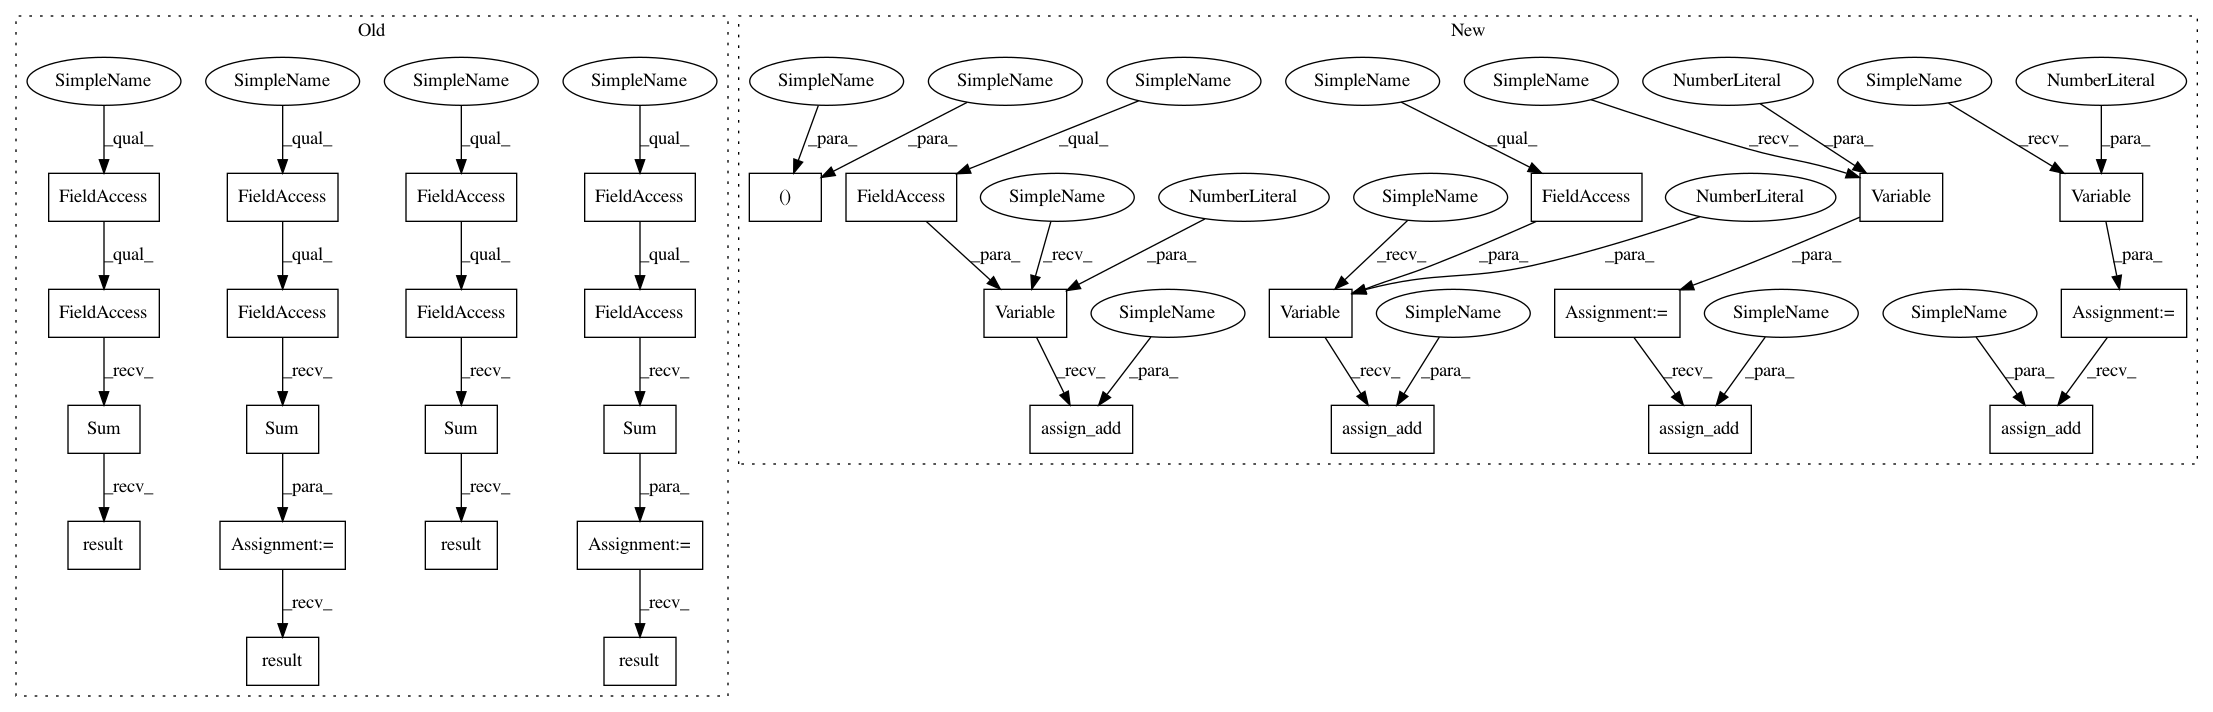 Old
New
SimpleName
SimpleName
SimpleName
SimpleName
SimpleName
SimpleName
SimpleName
SimpleName
SimpleName
NumberLiteral
SimpleName
NumberLiteral
_qual_
_qual_
_qual_
_qual_
_para_
_para_
_qual_
_qual_
_recv_
_para_
_recv_
_para_
FieldAccess
FieldAccess
FieldAccess
FieldAccess
()
FieldAccess
SimpleName
NumberLiteral
SimpleName
FieldAccess
NumberLiteral
Variable
Variable
_qual_
_qual_
_qual_
_qual_
_para_
_recv_
_para_
_recv_
_para_
_para_
_para_
_para_
FieldAccess
FieldAccess
FieldAccess
FieldAccess
Variable
SimpleName
Variable
SimpleName
Assignment:=
SimpleName
SimpleName
Assignment:=
_recv_
_recv_
_recv_
_recv_
_recv_
_para_
_recv_
_para_
_recv_
_para_
_para_
_recv_
Sum
Sum
Sum
Sum
assign_add
assign_add
assign_add
assign_add
_recv_
_para_
_recv_
_para_
result
Assignment:=
result
Assignment:=
_recv_
_recv_
result
result